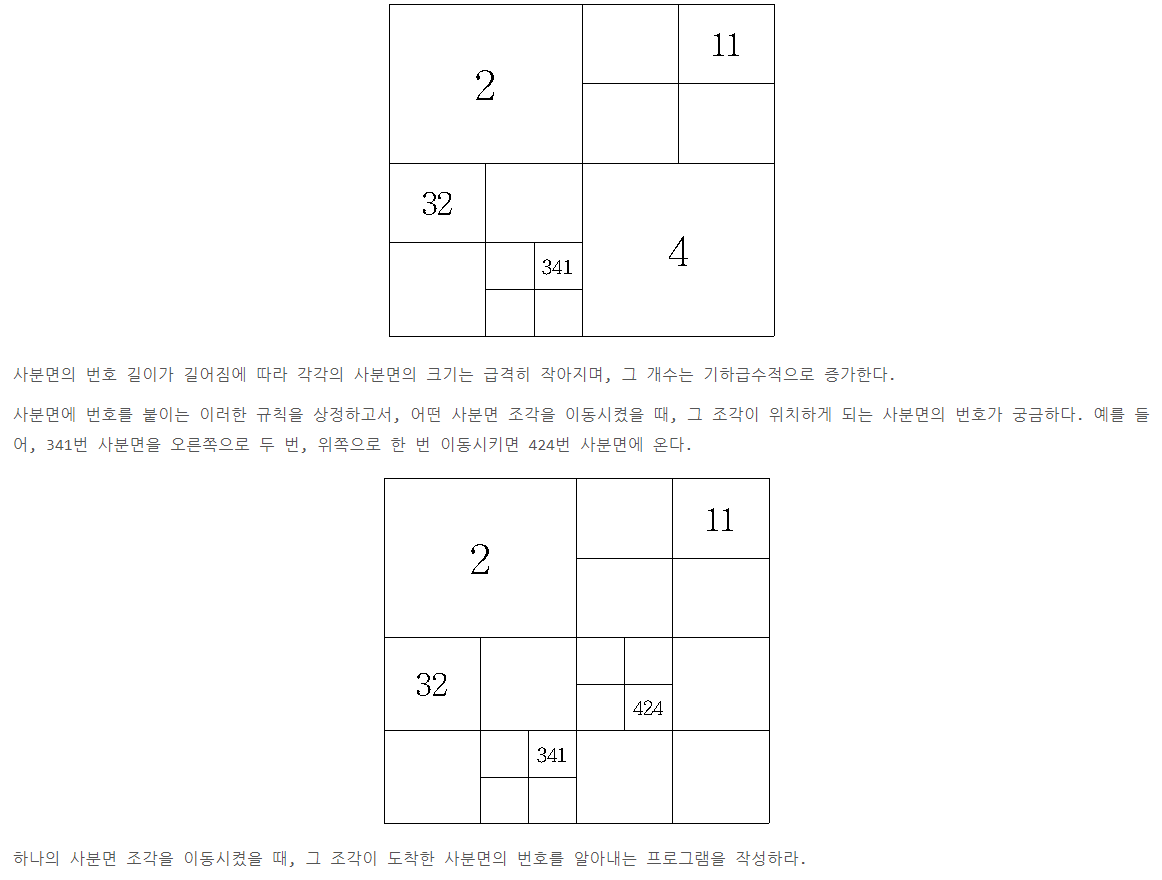 2
11
32
341
4
사분면의 번호 길이가 길어짐에 따라 각각의 사분면의 크기는 급격히 작아지며, 그 개수는 기하급수적으로 증가한다.
사분면에 번호를 붙이는 이러한 규칙을 상정하고서, 어떤 사분면 조각을 이동시켰을 때, 그 조각이 위치하게 되는 사분면의 번호가 궁금하다. 예를 들
어, 341번 사분면을 오른쪽으로 두 번, 위쪽으로 한 번 이동시키면 424번 사분면에 온다.
2
11
32
424
341
하나의 사분면 조각을 이동시켰을 때, 그 조각이 도착한 사분면의 번호를 알아내는 프로그램을 작성하라.